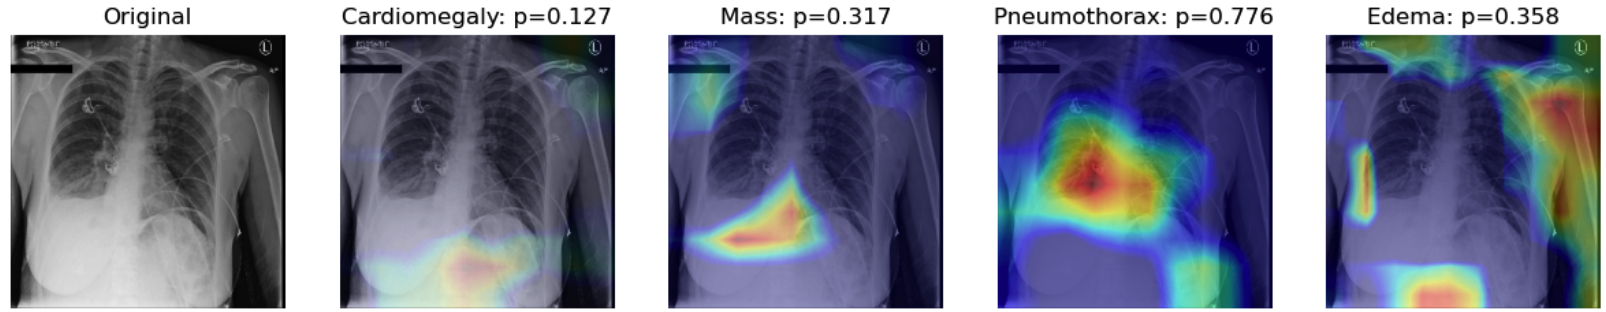 Original
Cardiomegaly: p=0.127
Mass: p=0.317
Pneumothorax: p=0.776
Edema: p=0.358
L
L
L
L
L